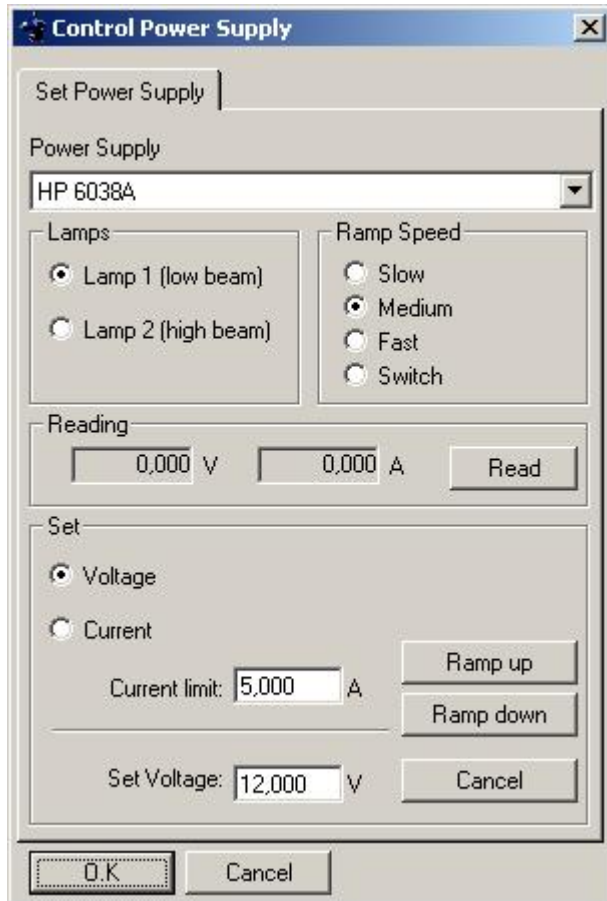 Control Power Supply
Set Power Supply
Power Supply
HP 6038A
Lamps
Lamp 1 (low beam)
Lamp 2 (high beam)
Ramp Speed
Slow
Medium
Fast
Switch
Reading
0,000 V 0,000 A Read
Set
Voltage
Current
Ramp up
Current limit: 5,000 A
Ramp down
Set Voltage: 12,000 V Cancel
O.K Cancel